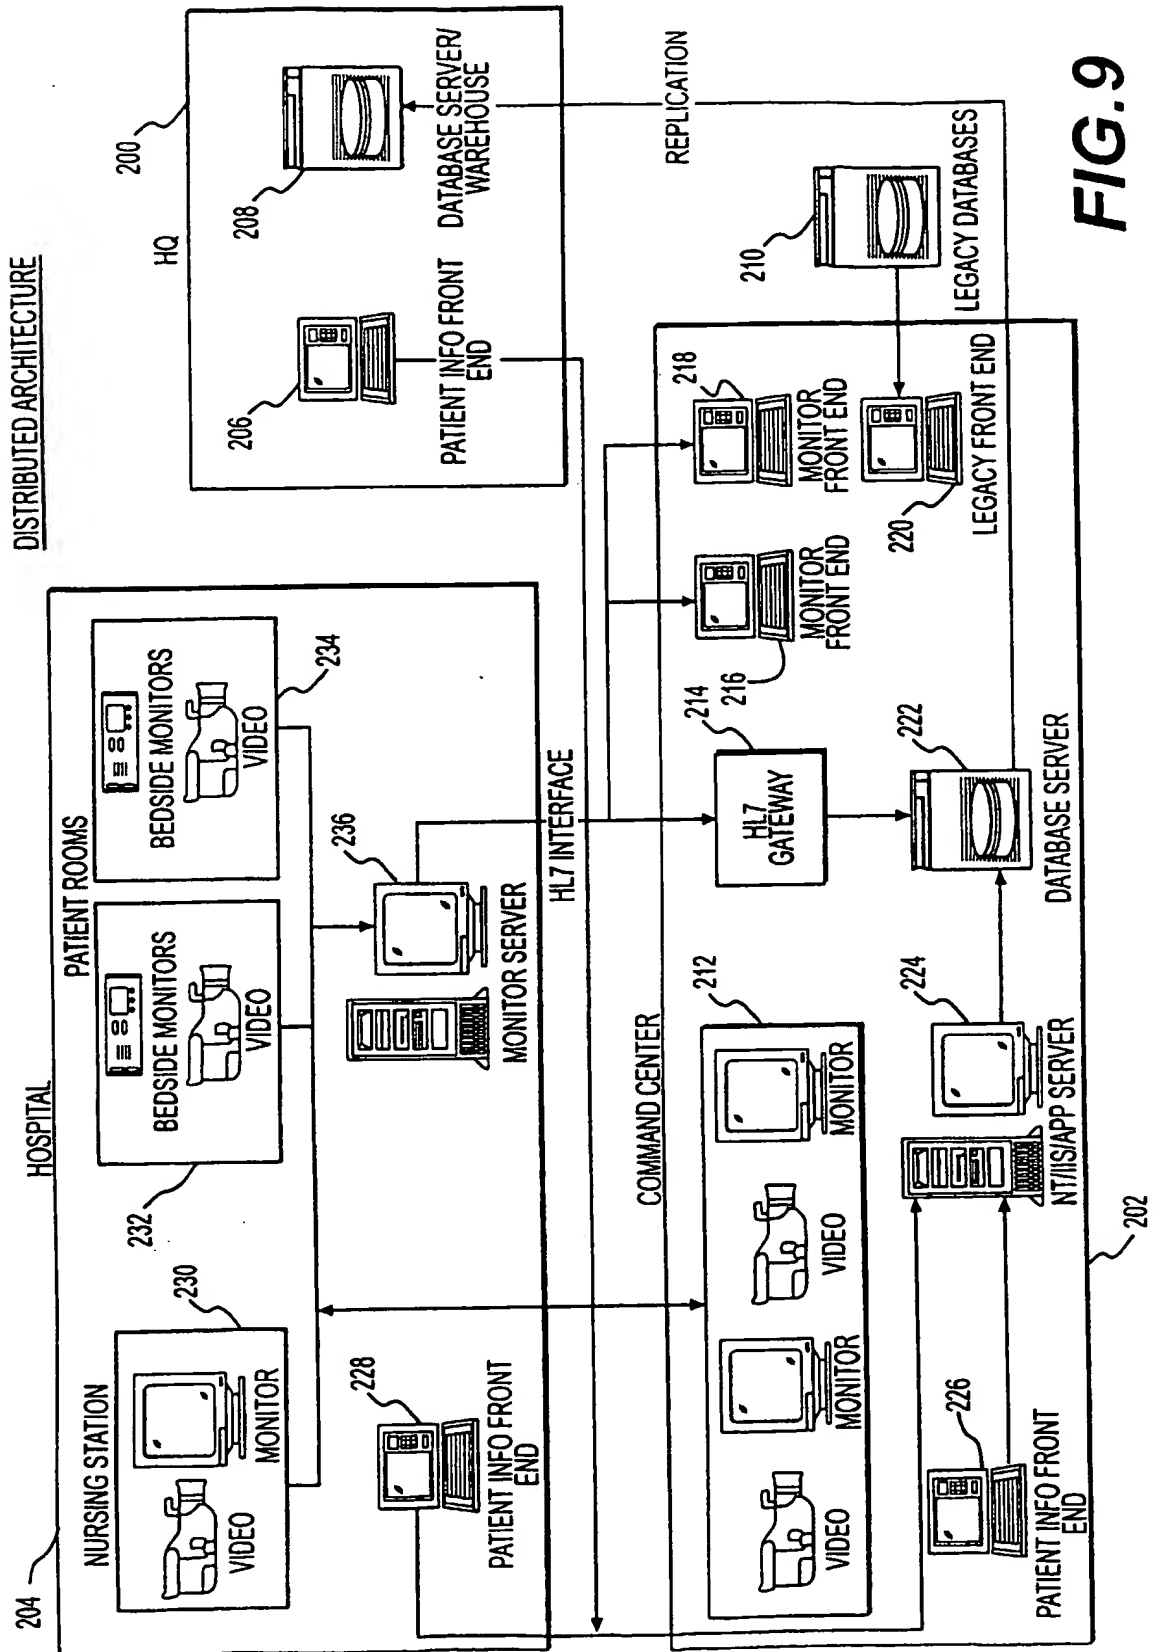 DISTRIBUTED ARCHITECTURE
HOSPITAL
204
NURSING STATION
230
VIDEO
MONITOR
PATIENT ROOMS
232
BEDSIDE MONITORS
VIDEO
234
BEDSIDE MONITORS
VIDEO
228
PATIENT INFO FRONT
END
236
MONITOR SERVER
HL7 INTERFACE
HQ
200
206
PATIENT INFO FRONT
END
208
DATABASE SERVER/
WAREHOUSE
REPLICATION
COMMAND CENTER
212
VIDEO
MONITOR
VIDEO
MONITOR
214
HL7
GATEWAY
216
MONITOR
FRONT END
218
MONITOR
FRONT END
210
LEGACY DATABASES
220
LEGACY FRONT END
226
PATIENT INFO FRONT
END
224
NT/IIS/APP SERVER
222
DATABASE SERVER
202
FIG.9